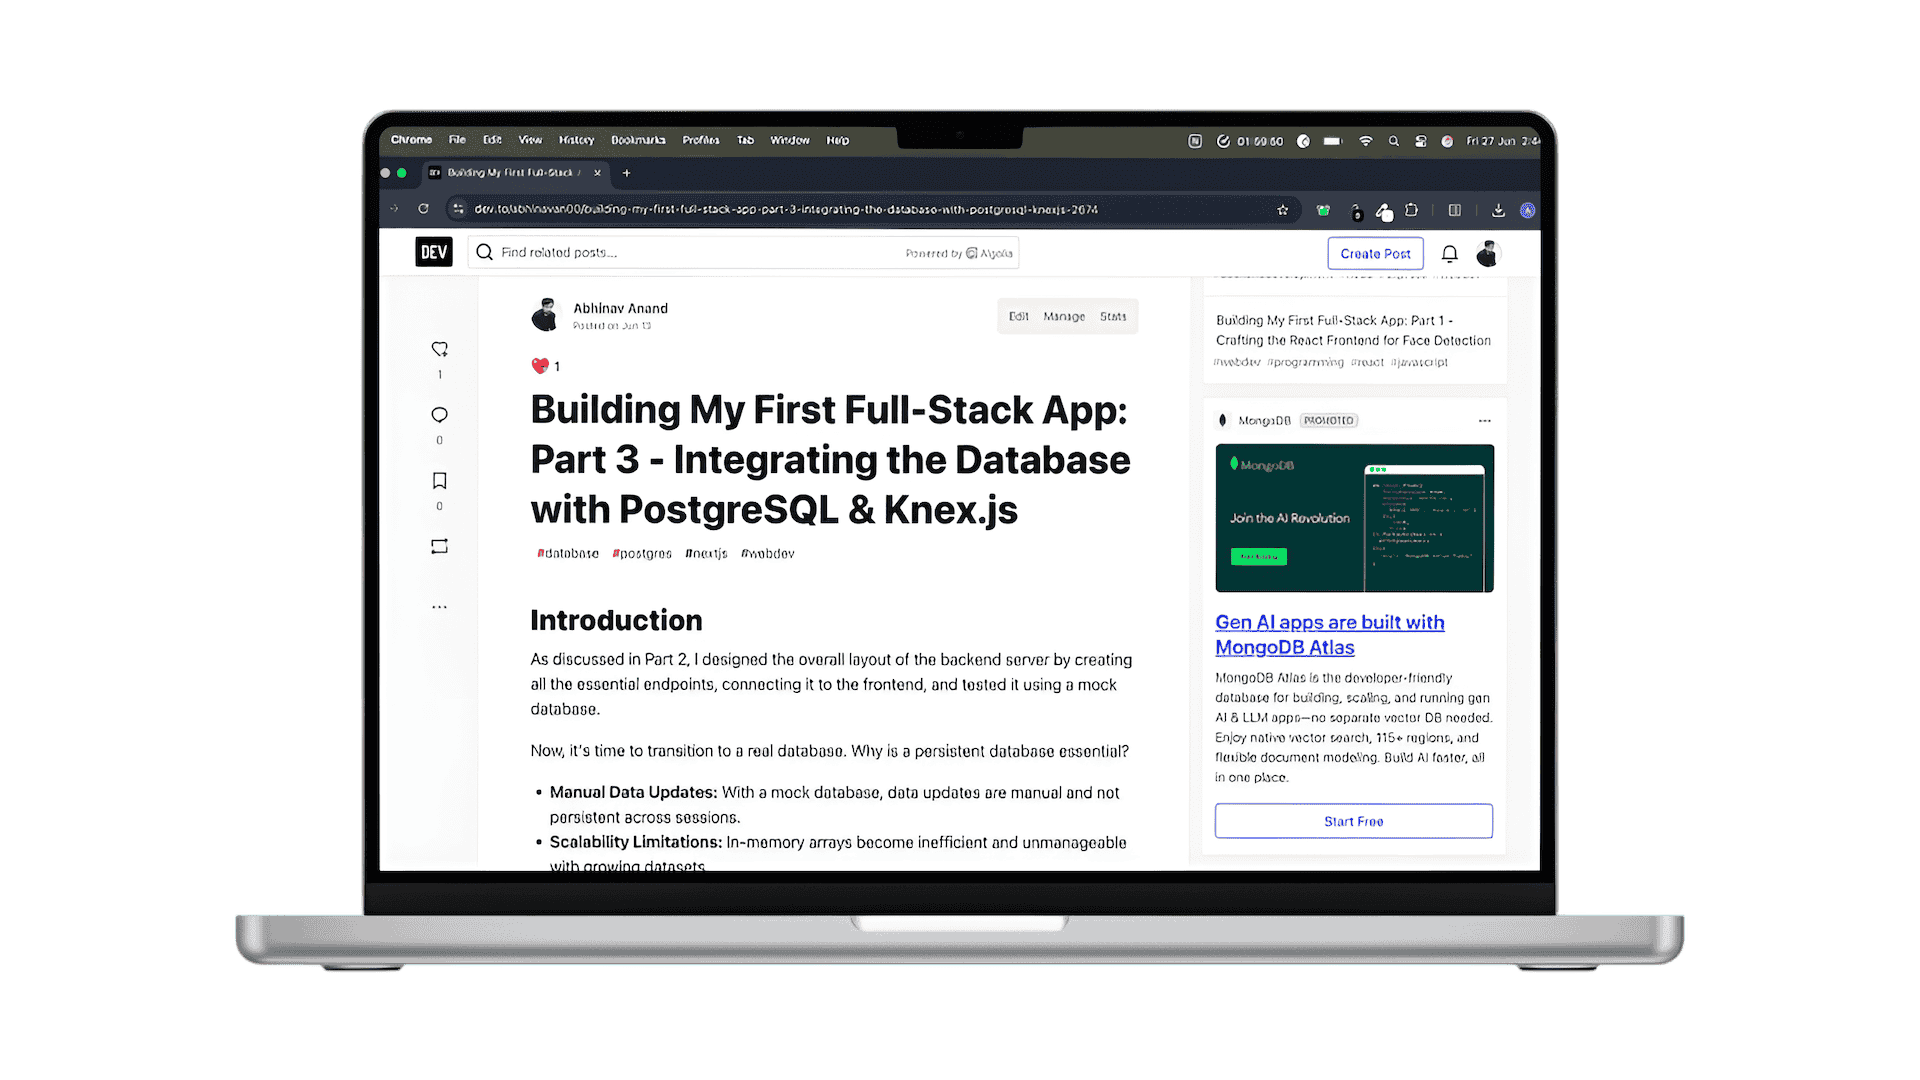 Chrome File Edit View History Bookmarks Profiles Tab Window Help
01:59:50 Fri 27 Jun
Building My First Full-Stack
dev.to/abhinavan00/building-my-first-full-stack-app-part-3-integrating-the-database-with-postgresql-knexjs-2674
DEV
Find related posts...
Powered by Algolia
Create Post
Abhinav Anand
Posted on Jun 13
Edit Manage Stats
1
1
0
0
Building My First Full-Stack App:
Part 3 - Integrating the Database
with PostgreSQL & Knex.js
#database #postgres #nextjs #webdev
Introduction
As discussed in Part 2, I designed the overall layout of the backend server by creating
all the essential endpoints, connecting it to the frontend, and tested it using a mock
database.
Now, it's time to transition to a real database. Why is a persistent database essential?
• Manual Data Updates: With a mock database, data updates are manual and not
persistent across sessions.
• Scalability Limitations: In-memory arrays become inefficient and unmanageable
with growing datasets.
Building My First Full-Stack App: Part 1 -
Crafting the React Frontend for Face Detection
#webdev #programming #react #javascript
MongoDB PROMOTED
MongoDB
Join the AI Revolution
Gen AI apps are built with
MongoDB Atlas
MongoDB Atlas is the developer-friendly
database for building, scaling, and running gen
AI & LLM apps—no separate vector DB needed.
Enjoy native vector search, 115+ regions, and
flexible document modeling. Build AI faster, all
in one place.
Start Free